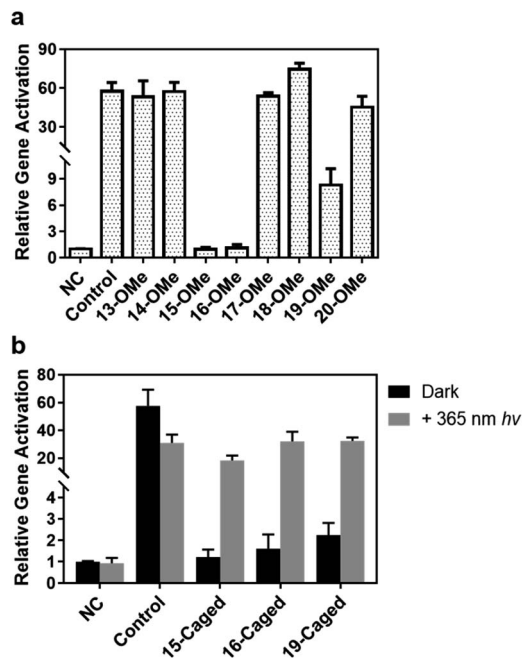 a
Relative Gene Activation
90
60
30
9
6
3
0
NC
Control
13-OMe
14-OMe
15-OMe
16-OMe
17-OMe
18-OMe
19-OMe
20-OMe
b
Relative Gene Activation
80
60
40
20
4
3
2
1
0
NC
Control
15-Caged
16-Caged
19-Caged
Dark
+ 365 nm hv